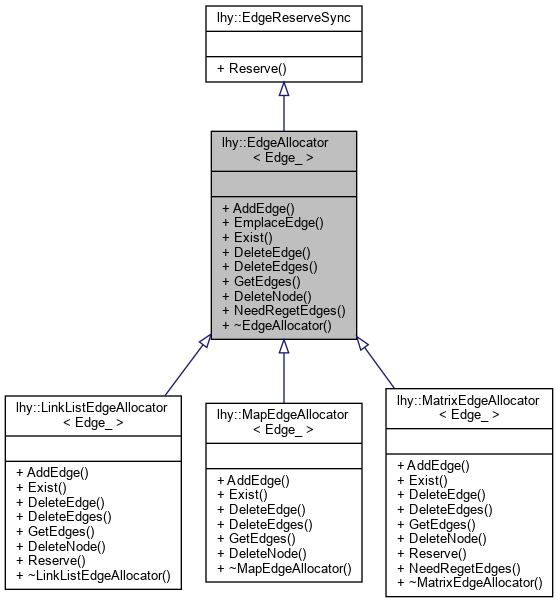 lhy::EdgeReserveSync
+ Reserve()
lhy::EdgeAllocator
< Edge_ >
+ AddEdge()
+ EmplaceEdge()
+ Exist()
+ DeleteEdge()
+ DeleteEdges()
+ GetEdges()
+ DeleteNode()
+ NeedRegetEdges()
+ ~EdgeAllocator()
lhy::LinkListEdgeAllocator
< Edge_ >
+ AddEdge()
+ Exist()
+ DeleteEdge()
+ DeleteEdges()
+ GetEdges()
+ DeleteNode()
+ Reserve()
+ ~LinkListEdgeAllocator()
lhy::MapEdgeAllocator
< Edge_ >
+ AddEdge()
+ Exist()
+ DeleteEdge()
+ DeleteEdges()
+ GetEdges()
+ DeleteNode()
+ ~MapEdgeAllocator()
lhy::MatrixEdgeAllocator
< Edge_ >
+ AddEdge()
+ Exist()
+ DeleteEdge()
+ DeleteEdges()
+ GetEdges()
+ DeleteNode()
+ Reserve()
+ NeedRegetEdges()
+ ~MatrixEdgeAllocator()